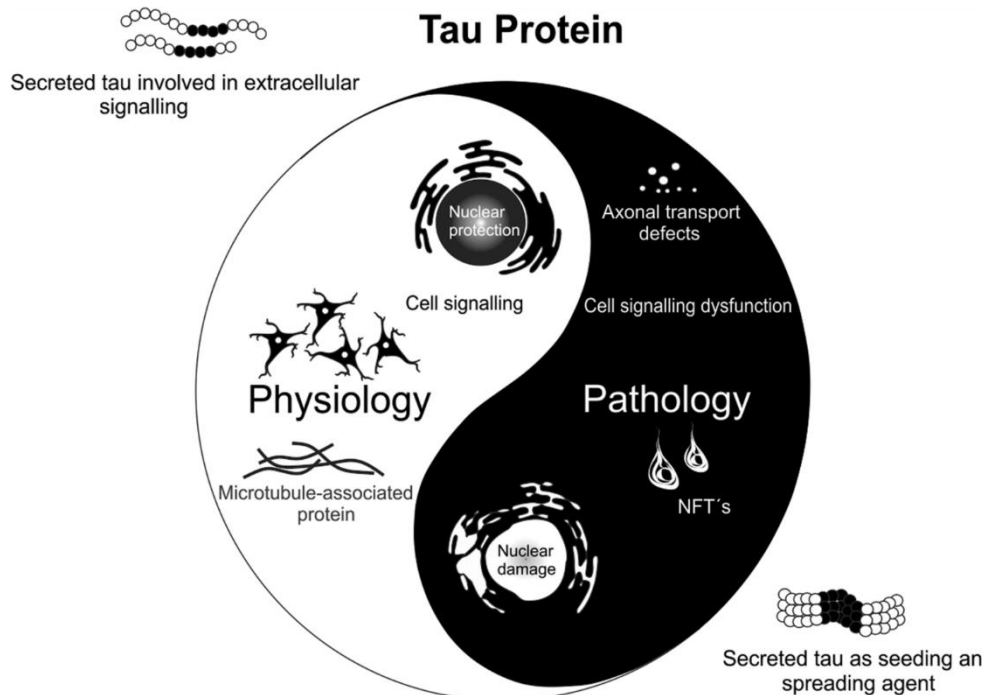 Tau Protein
Secreted tau involved in extracellular
signalling
Nuclear
protection
Cell signalling
Physiology
Microtubule-associated
protein
Axonal transport
defects
Cell signalling dysfunction
Pathology
NFT´s
Nuclear
damage
Secreted tau as seeding an
spreading agent